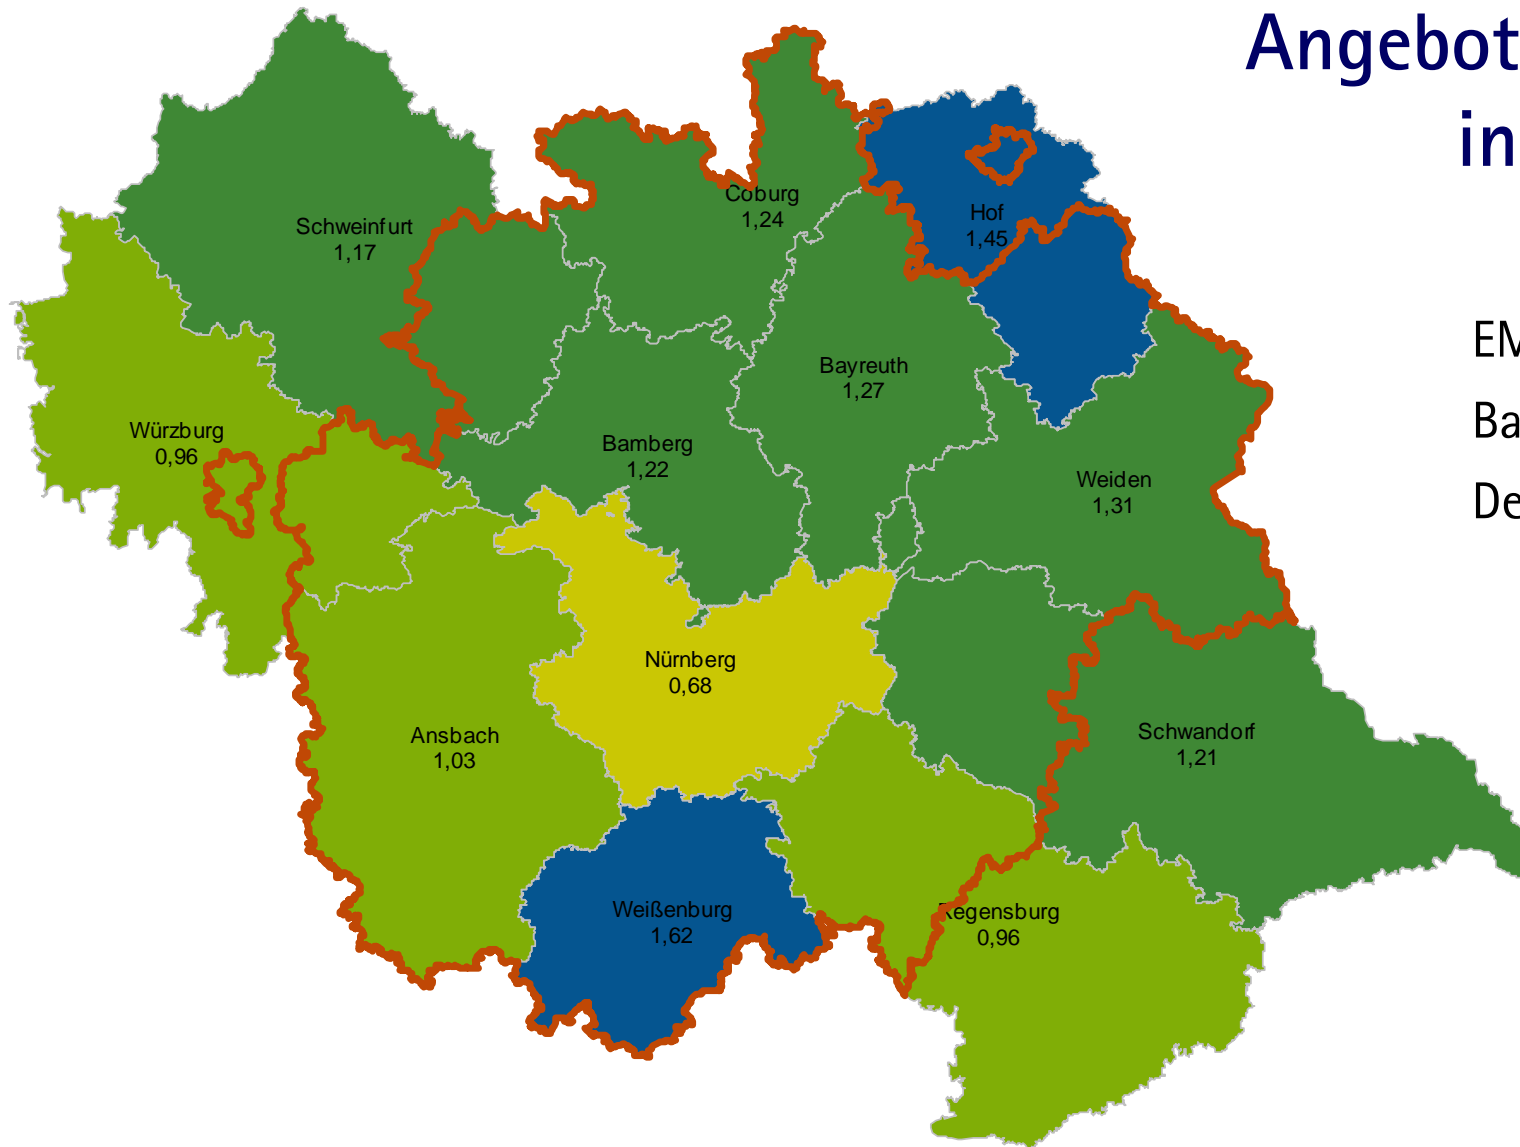 Angebot
in
EM
Ba
De
Coburg
1,24
Hof
1,45
Schweinfurt
1,17
Bayreuth
1,27
Würzburg
0,96
Bamberg
1,22
Weiden
1,31
Nürnberg
0,68
Ansbach
1,03
Schwandorf
1,21
Weißenburg
1,62
Regensburg
0,96